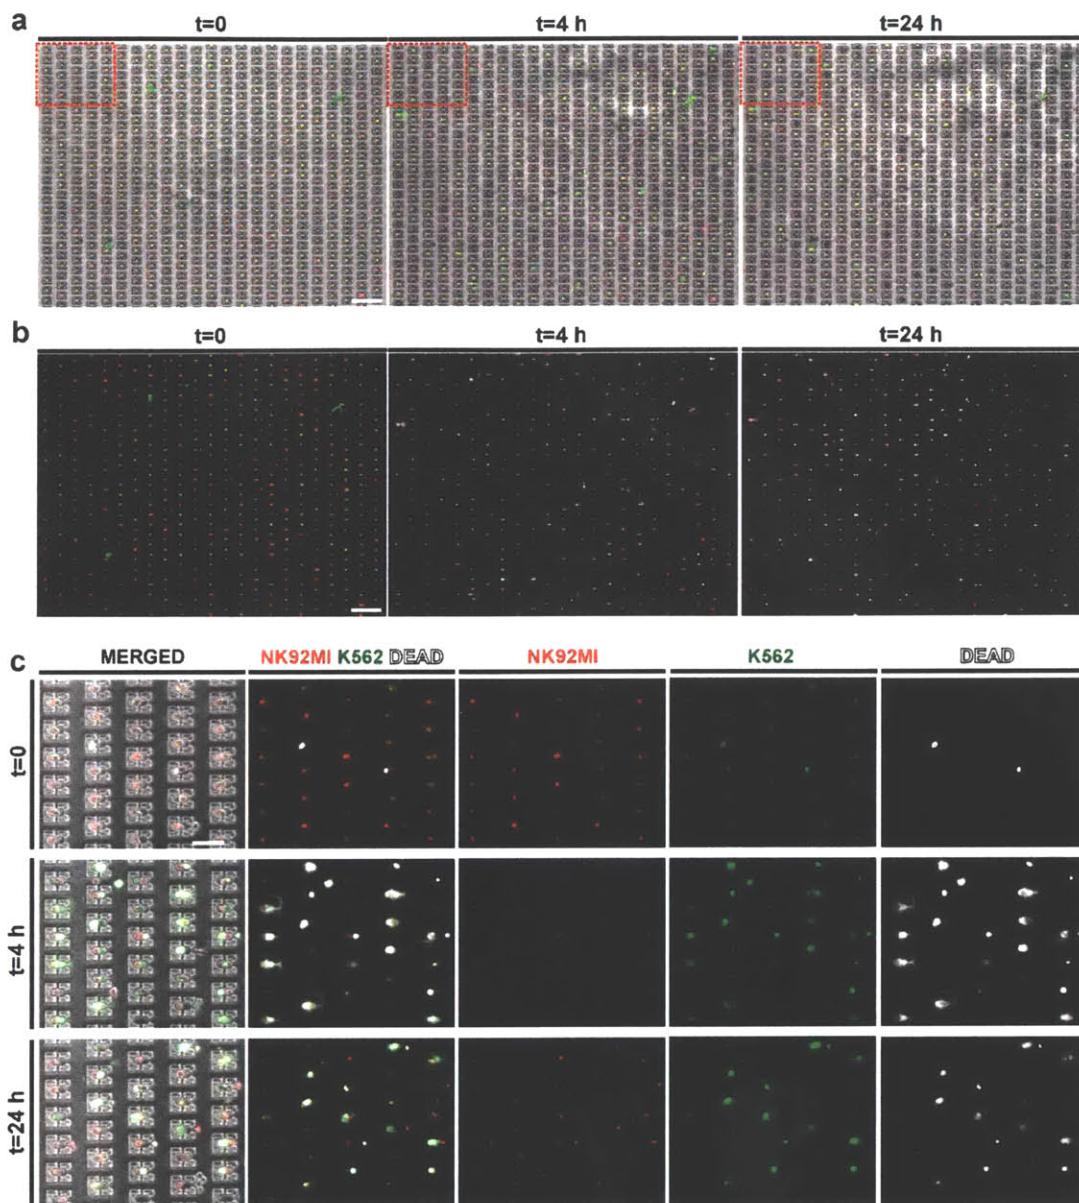 a
t=0 t=4 h t=24 h
b
t=0 t=4 h t=24 h
c
MERGED NK92MI K562 DEAD NK92MI K562 DEAD
t=0
t=4 h
t=24 h